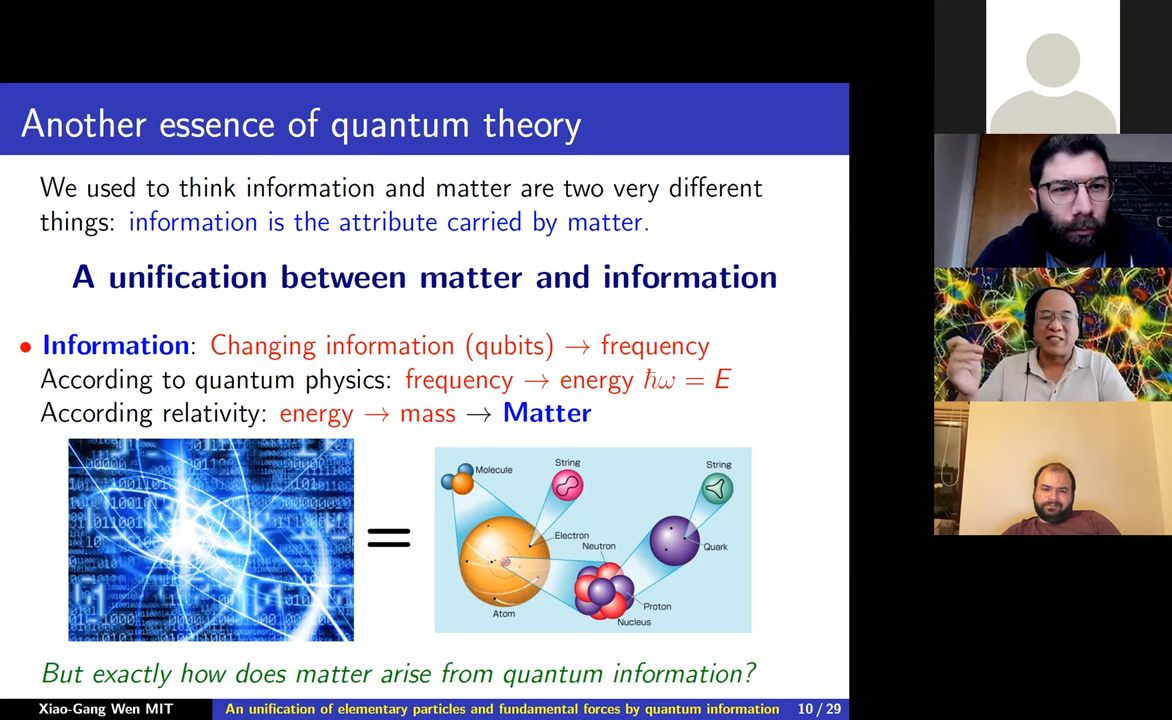 Another essence of quantum theory
We used to think information and matter are two very different
things: information is the attribute carried by matter.
A unification between matter and information
• Information: Changing information (qubits) → frequency
According to quantum physics: frequency → energy ℏω = E
According relativity: energy → mass → Matter
Molecule
String
String
Electron
Neutron
Quark
Atom
Proton
Nucleus
=
But exactly how does matter arise from quantum information?
Xiao-Gang Wen MIT
An unification of elementary particles and fundamental forces by quantum information
10 / 29